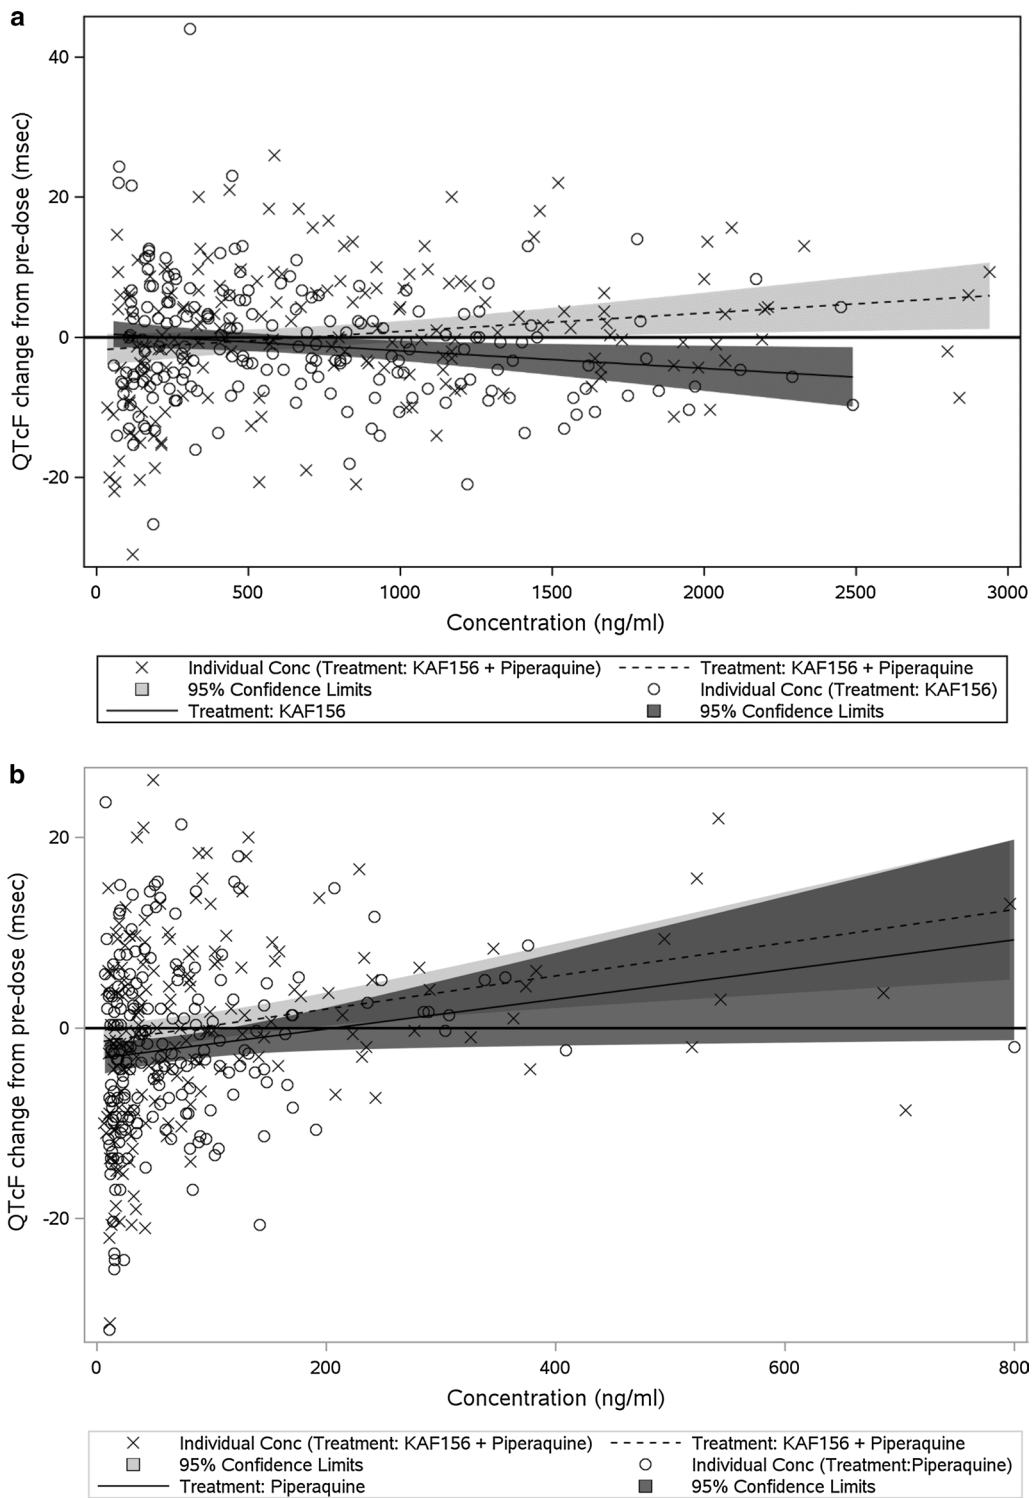 a
QTcF change from pre-dose (msec)
40
20
0
-20
0 500 1000 1500 2000 2500 3000
Concentration (ng/ml)
Individual Conc (Treatment: KAF156 + Piperaquine) Treatment: KAF156 + Piperaquine
95% Confidence Limits Individual Conc (Treatment: KAF156)
Treatment: KAF156 95% Confidence Limits
b
QTcF change from pre-dose (msec)
20
0
-20
0 200 400 600 800
Concentration (ng/ml)
Individual Conc (Treatment: KAF156 + Piperaquine) Treatment: KAF156 + Piperaquine
95% Confidence Limits Individual Conc (Treatment:Piperaquine)
Treatment: Piperaquine 95% Confidence Limits